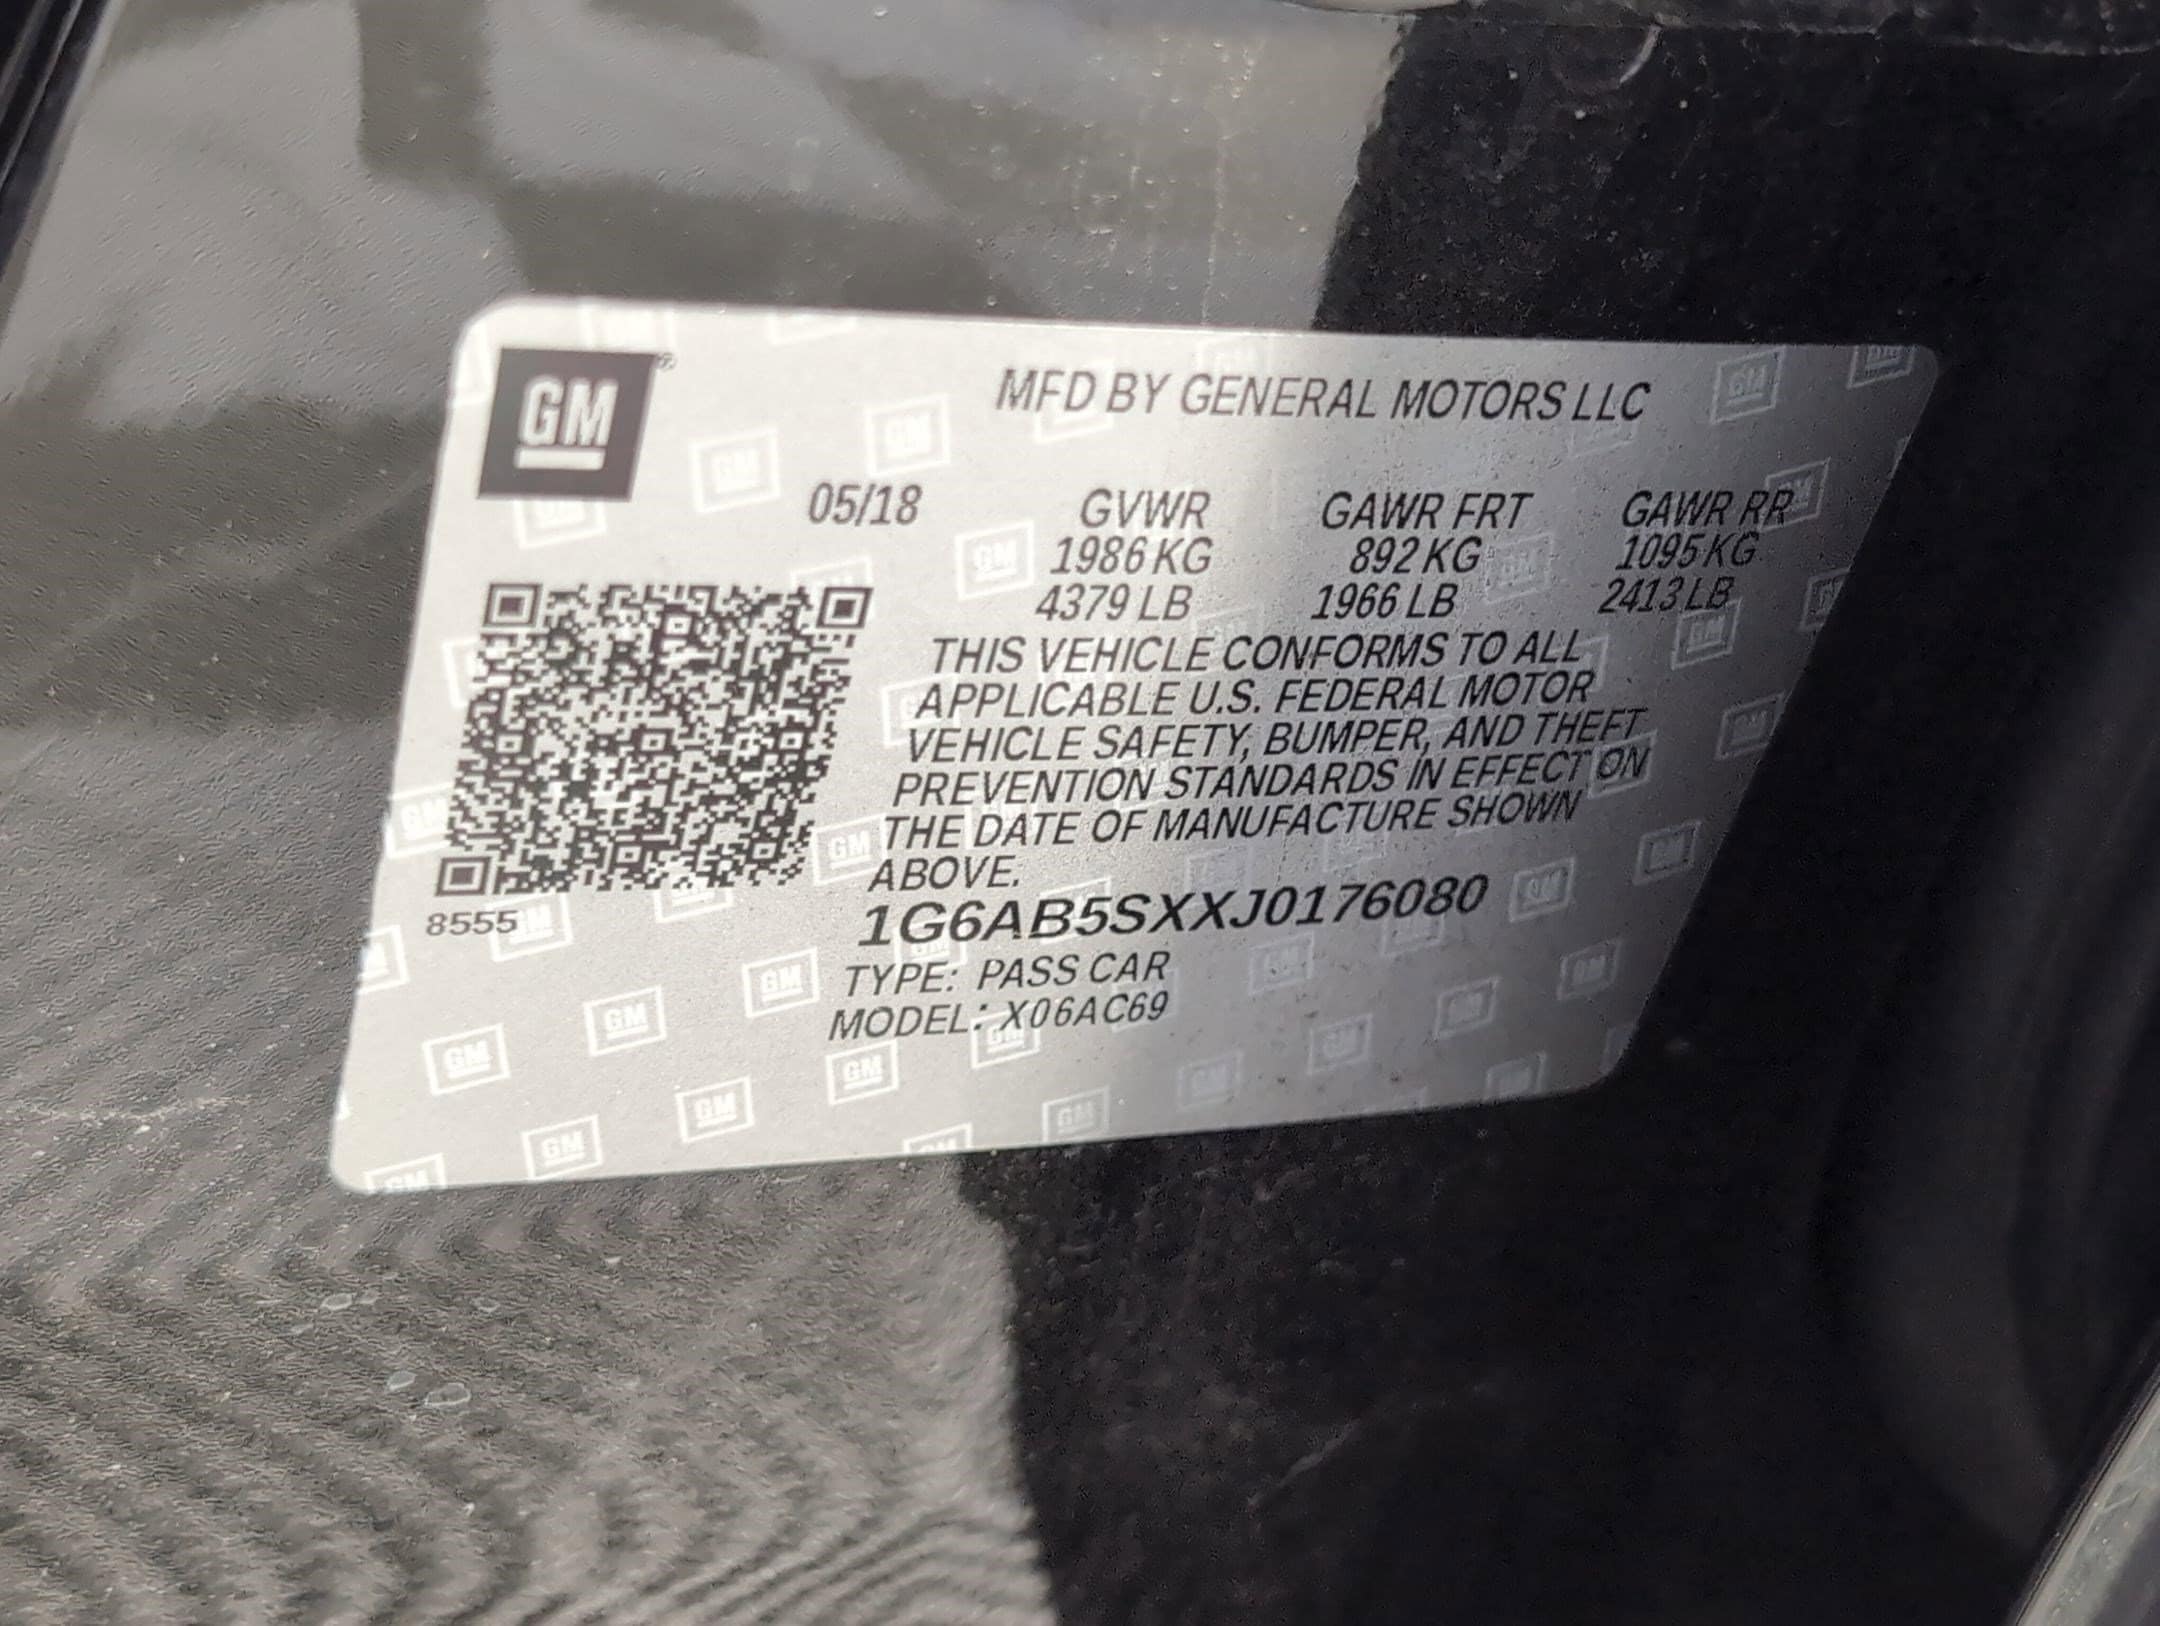 GM
MFD BY GENERAL MOTORS LLC
05/18 GVWR GAWR FRT GAWR RR
1986 KG 892 KG 1095 KG
4379 LB 1966 LB 2413 LB
THIS VEHICLE CONFORMS TO ALL
APPLICABLE U.S. FEDERAL MOTOR
VEHICLE SAFETY, BUMPER, AND THEFT
PREVENTION STANDARDS IN EFFECT ON
THE DATE OF MANUFACTURE SHOWN
ABOVE.
8555
1G6AB5SXXJ0176080
TYPE: PASS CAR
MODEL: X06AC69